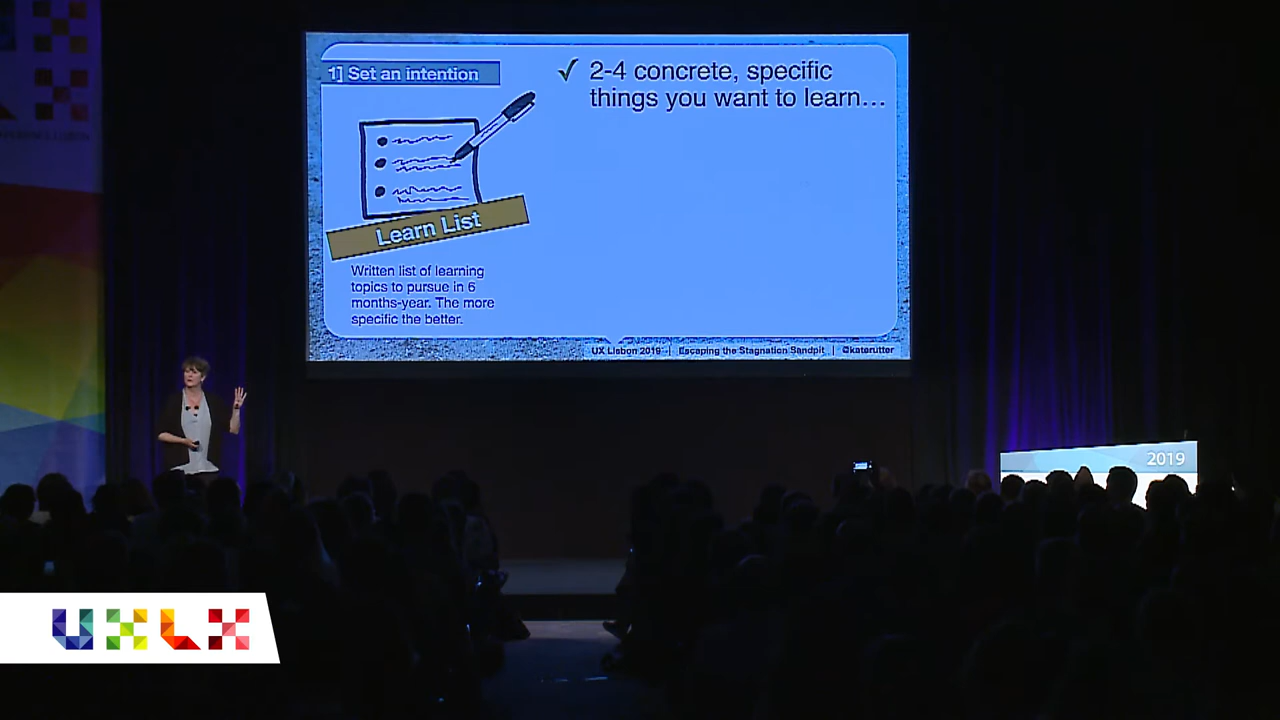 1] Set an intention
✓ 2-4 concrete, specific
things you want to learn...
Learn List
Written list of learning
topics to pursue in 6
months-year. The more
specific the better.
UX Lisbon 2019 | Escaping the Stagnation Sandpit | @katerutter
2019
UXLX